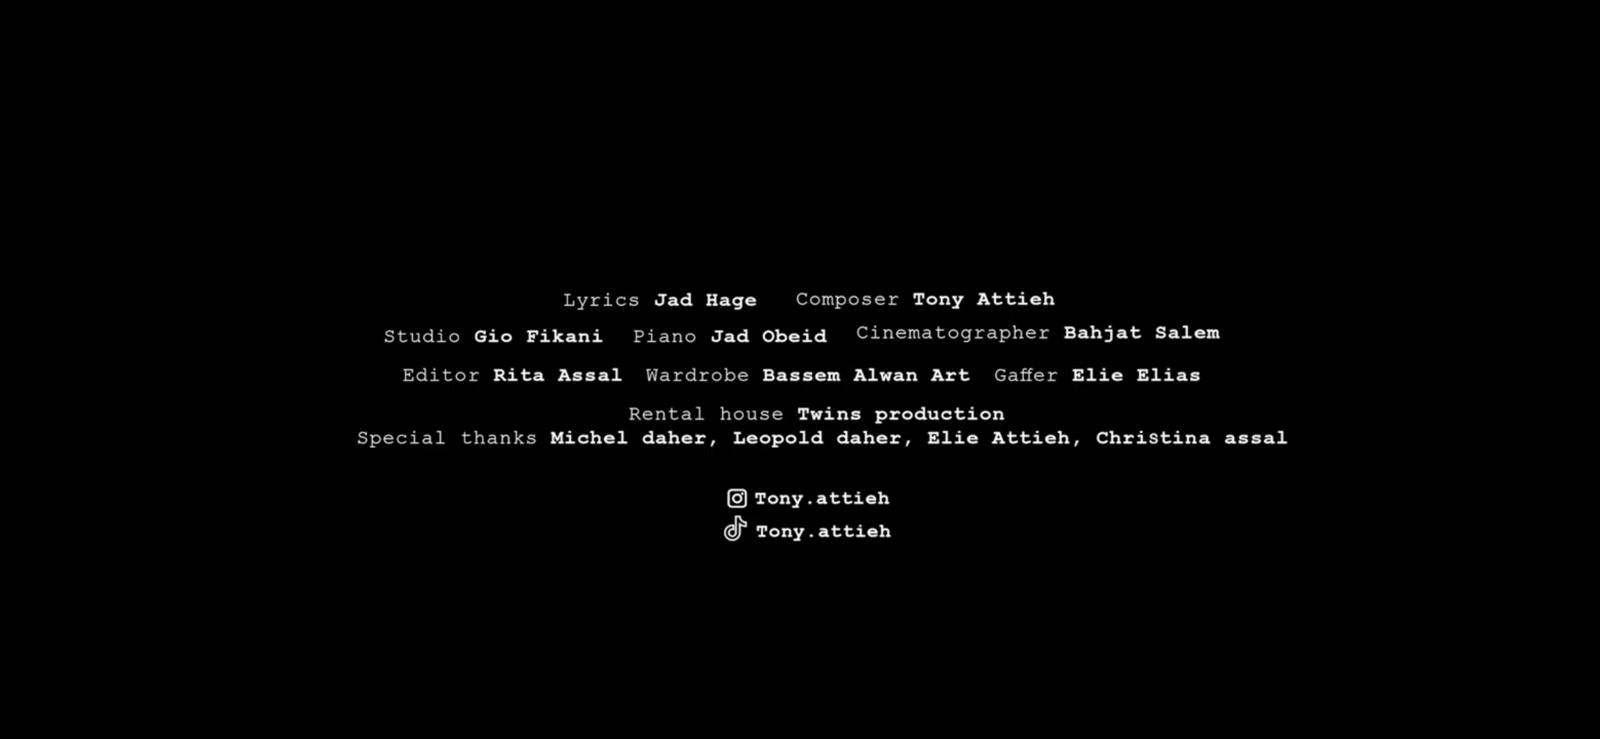 Lyrics Jad Hage Composer Tony Attieh
Studio Gio Fikani Piano Jad Obeid Cinematographer Bahjat Salem
Editor Rita Assal Wardrobe Bassem Alwan Art Gaffer Elie Elias
Rental house Twins production
Special thanks Michel daher, Leopold daher, Elie Attieh, Christina assal
Tony.attieh
Tony.attieh